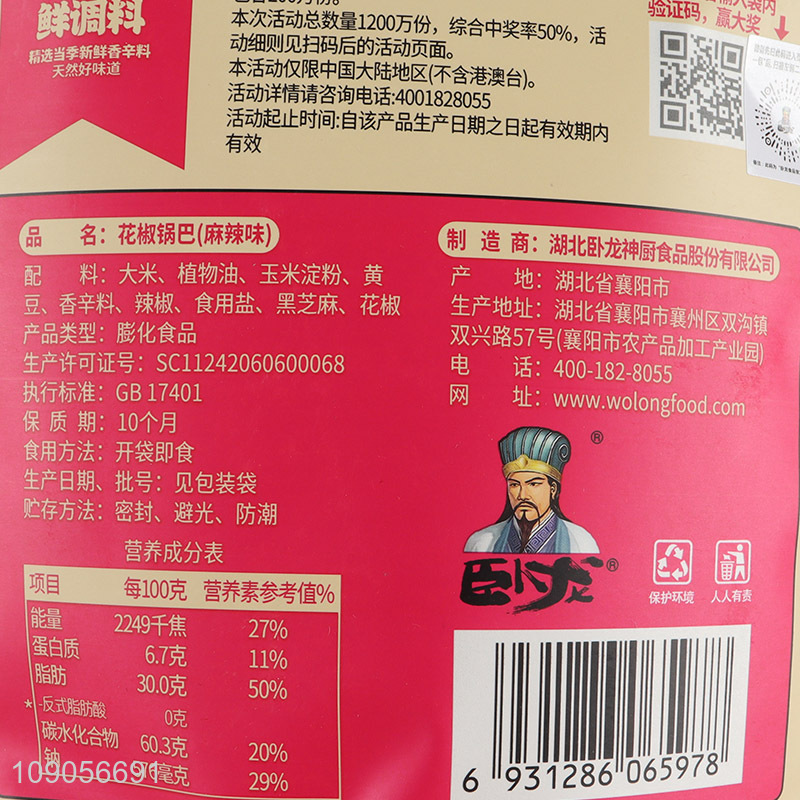 鲜调料
精选当季新鲜香辛料
天然好味道
本次活动总数量1200万份，综合中奖率50%，活
动细则见扫码后的活动页面。
本活动仅限中国大陆地区(不含港澳台)。
活动详情请咨询电话:4001828055
活动起止时间:自该产品生产日期之日起有效期内
有效
验证码，赢大奖
品 名：花椒锅巴(麻辣味)
配 料：大米、植物油、玉米淀粉、黄
豆、香辛料、辣椒、食用盐、黑芝麻、花椒
产品类型：膨化食品
生产许可证号：SC11242060600068
执行标准：GB 17401
保 质 期：10个月
食用方法：开袋即食
生产日期、批号：见包装袋
贮存方法：密封、避光、防潮
营养成分表
项目 每100克 营养素参考值%
能量 2249千焦 27%
蛋白质 6.7克 11%
脂肪 30.0克 50%
*-反式脂肪酸 0克
碳水化合物 60.3克 20%
钠 毫克 29%
制 造 商：湖北卧龙神厨食品股份有限公司
产 地：湖北省襄阳市
生产地址：湖北省襄阳市襄州区双沟镇
双兴路57号(襄阳市农产品加工产业园)
电 话：400-182-8055
网 址：www.wolongfood.com
®
卧龙®
保护环境 人人有责
6 931286 065978
109056691